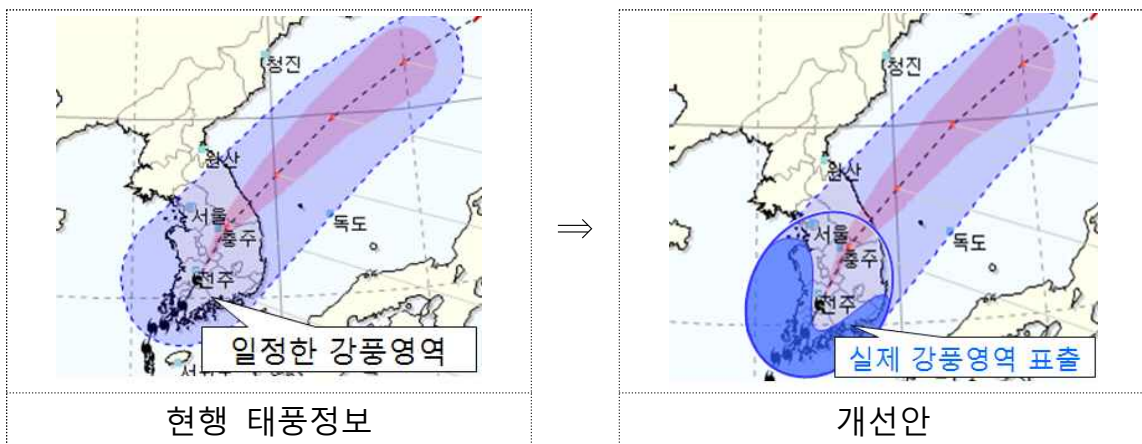 청진
원산
서울
충주
독도
전주
일정한 강풍영역
현행 태풍정보
⇒
청진
원산
서울
충주
독도
전주
실제 강풍영역 표출
개선안